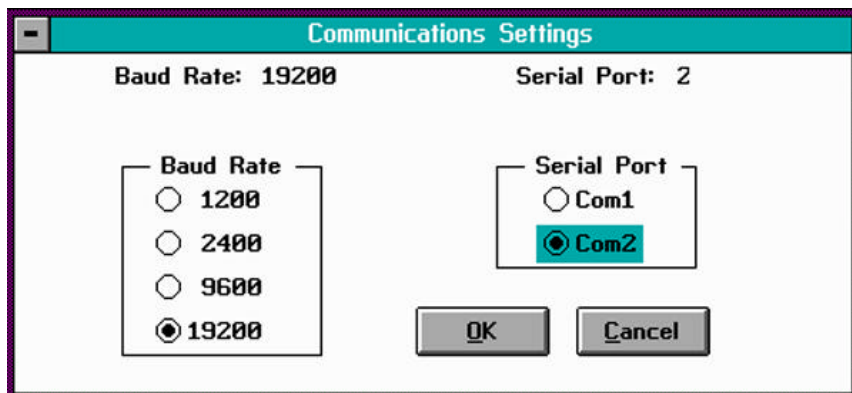 Communications Settings
Baud Rate: 19200
Serial Port: 2
Baud Rate
1200
2400
9600
19200
Serial Port
Com1
Com2
OK
Cancel